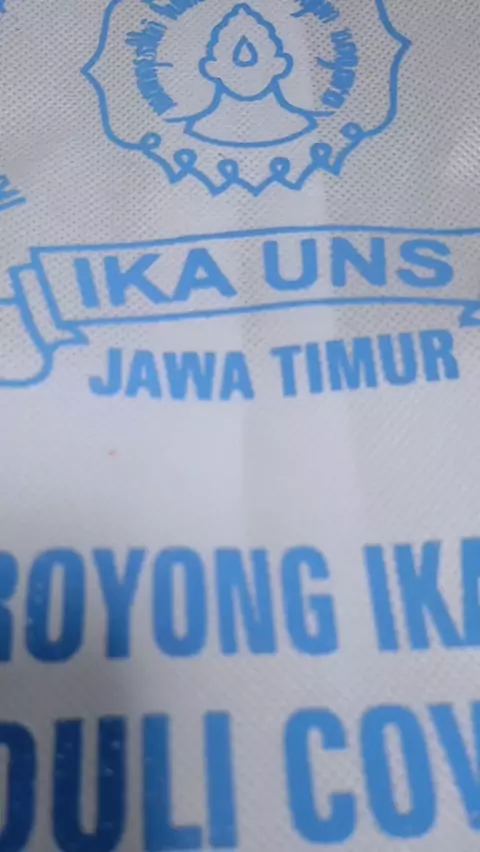 IKA UNS
JAWA TIMUR
ROYONG IKA
DULI COV